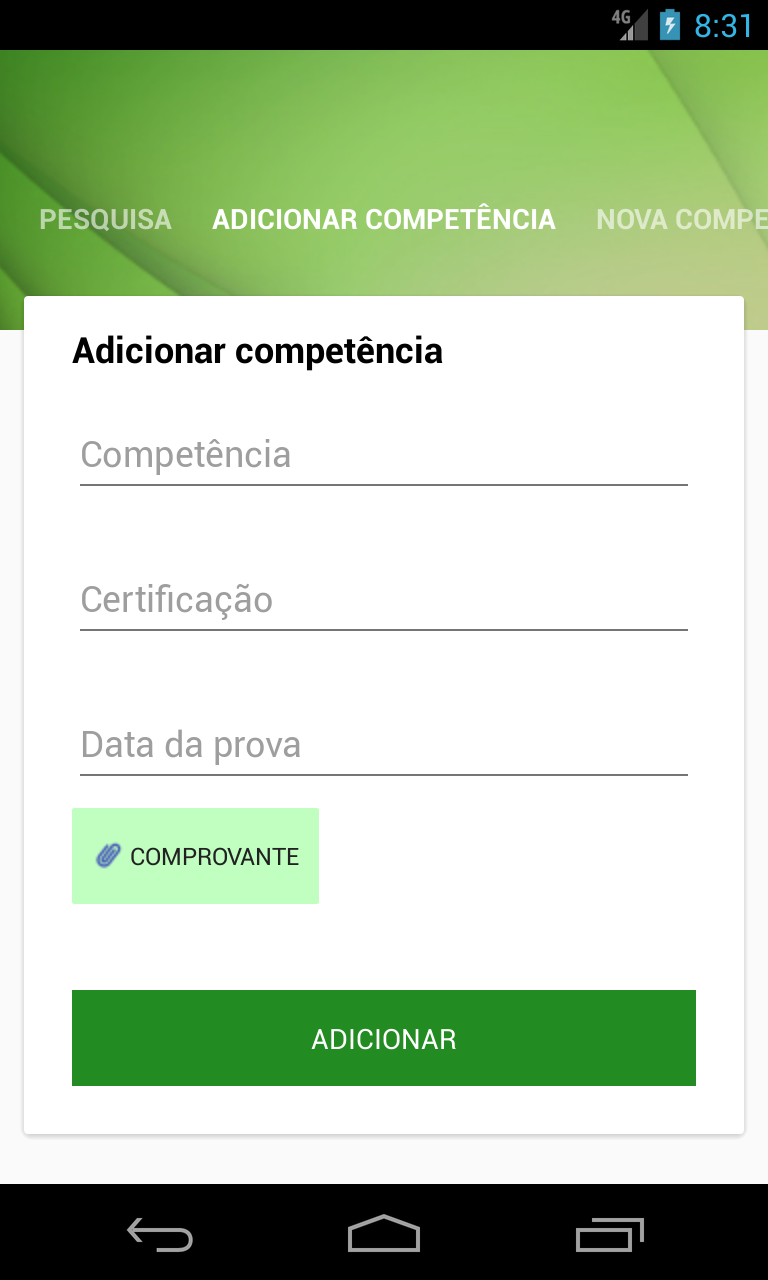 4G 8:31
PESQUISA ADICIONAR COMPETÊNCIA NOVA COMPE
Adicionar competência
Competência
Certificação
Data da prova
COMPROVANTE
ADICIONAR